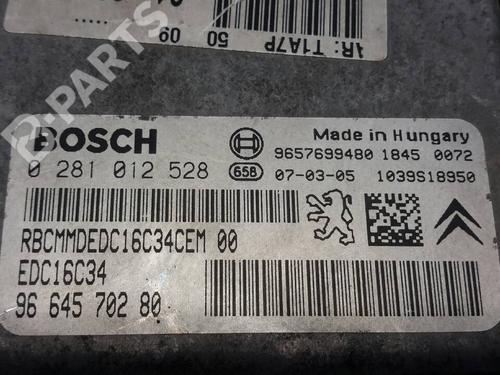 AR: T1A7P
50 09
B-PARTS
BOSCH
Made in Hungary
9657699480 1845 0072
0 281 012 528
658
07-03-05 1039S18950
RBCMMDEDC16C34CEM 00
EDC16C34
96 645 702 80